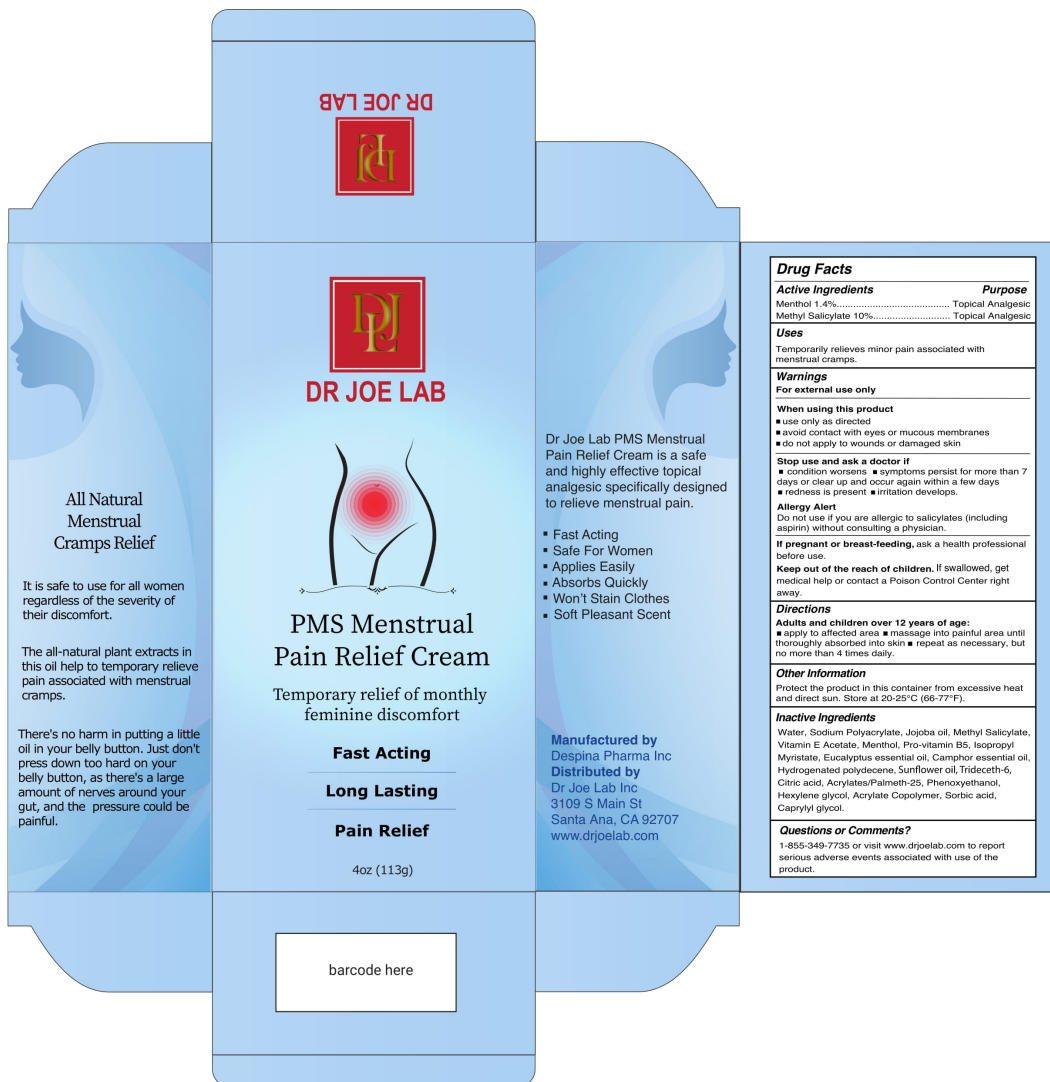 DR JOE LAB
DR JOE LAB
All Natural
Menstrual
Cramps Relief
It is safe to use for all women
regardless of the severity of
their discomfort.
The all-natural plant extracts in
this oil help to temporary relieve
pain associated with menstrual
cramps.
There's no harm in putting a little
oil in your belly button. Just don't
press down too hard on your
belly button, as there's a large
amount of nerves around your
gut, and the pressure could be
painful.
PMS Menstrual
Pain Relief Cream
Temporary relief of monthly
feminine discomfort
Fast Acting
Long Lasting
Pain Relief
4oz (113g)
barcode here
Dr Joe Lab PMS Menstrual
Pain Relief Cream is a safe
and highly effective topical
analgesic specifically designed
to relieve menstrual pain.
▪ Fast Acting
▪ Safe For Women
▪ Applies Easily
▪ Absorbs Quickly
▪ Won't Stain Clothes
▪ Soft Pleasant Scent
Manufactured by
Despina Pharma Inc
Distributed by
Dr Joe Lab Inc
3109 S Main St
Santa Ana, CA 92707
www.drjoelab.com
Drug Facts
Active Ingredients Purpose
Menthol 1.4%......................................... Topical Analgesic
Methyl Salicylate 10%............................ Topical Analgesic
Uses
Temporarily relieves minor pain associated with
menstrual cramps.
Warnings
For external use only
When using this product
■ use only as directed
■ avoid contact with eyes or mucous membranes
■ do not apply to wounds or damaged skin
Stop use and ask a doctor if
■ condition worsens ■ symptoms persist for more than 7
days or clear up and occur again within a few days
■ redness is present ■ irritation develops.
Allergy Alert
Do not use if you are allergic to salicylates (including
aspirin) without consulting a physician.
If pregnant or breast-feeding, ask a health professional
before use.
Keep out of the reach of children. If swallowed, get
medical help or contact a Poison Control Center right
away.
Directions
Adults and children over 12 years of age:
■ apply to affected area ■ massage into painful area until
thoroughly absorbed into skin ■ repeat as necessary, but
no more than 4 times daily.
Other Information
Protect the product in this container from excessive heat
and direct sun. Store at 20-25°C (66-77°F).
Inactive Ingredients
Water, Sodium Polyacrylate, Jojoba oil, Methyl Salicylate,
Vitamin E Acetate, Menthol, Pro-vitamin B5, Isopropyl
Myristate, Eucalyptus essential oil, Camphor essential oil,
Hydrogenated polydecene, Sunflower oil, Trideceth-6,
Citric acid, Acrylates/Palmeth-25, Phenoxyethanol,
Hexylene glycol, Acrylate Copolymer, Sorbic acid,
Caprylyl glycol.
Questions or Comments?
1-855-349-7735 or visit www.drjoelab.com to report
serious adverse events associated with use of the
product.